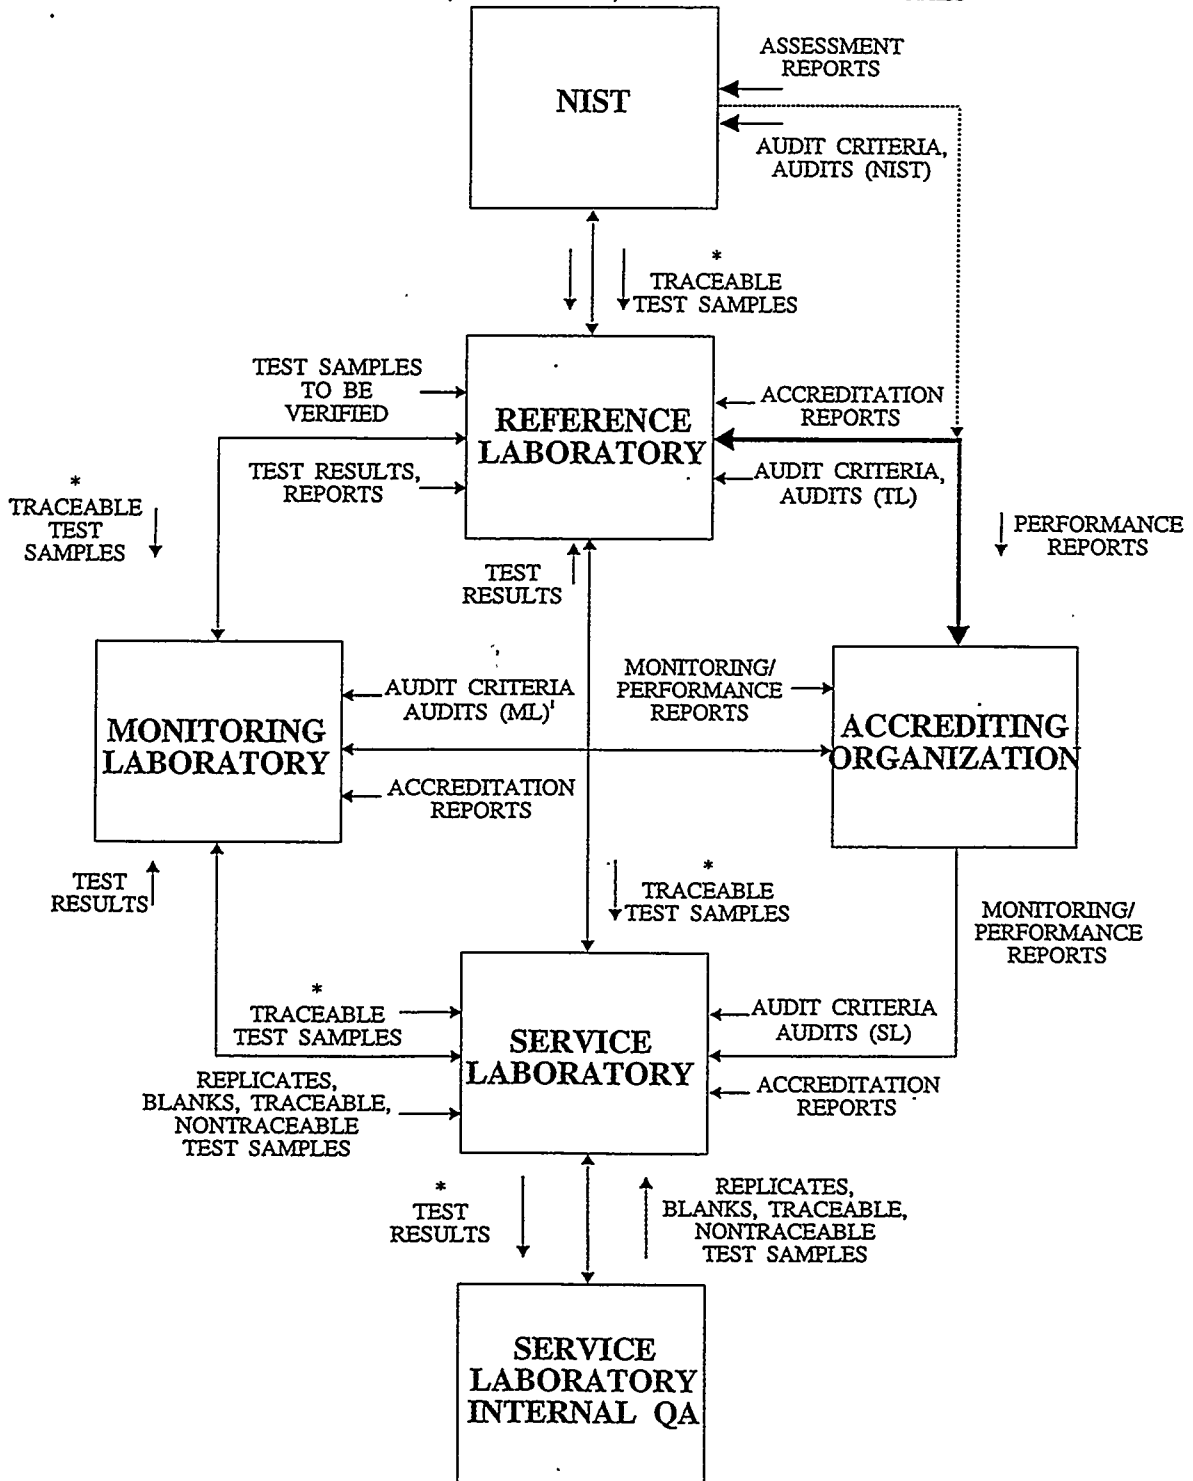 ASSESSMENT
REPORTS
NIST
AUDIT CRITERIA,
AUDITS (NIST)
*
TRACEABLE
TEST SAMPLES
TEST SAMPLES
TO BE
VERIFIED
ACCREDITATION
REPORTS
REFERENCE
LABORATORY
TEST RESULTS,
REPORTS
AUDIT CRITERIA,
AUDITS (TL)
*
TRACEABLE
TEST
SAMPLES
PERFORMANCE
REPORTS
TEST
RESULTS
MONITORING/
PERFORMANCE
REPORTS
AUDIT CRITERIA
AUDITS (ML)
MONITORING
LABORATORY
ACCREDITING
ORGANIZATION
ACCREDITATION
REPORTS
TEST
RESULTS
*
TRACEABLE
TEST SAMPLES
MONITORING/
PERFORMANCE
REPORTS
*
TRACEABLE
TEST SAMPLES
AUDIT CRITERIA
AUDITS (SL)
SERVICE
LABORATORY
REPLICATES,
BLANKS, TRACEABLE,
NONTRACEABLE
TEST SAMPLES
ACCREDITATION
REPORTS
*
TEST
RESULTS
REPLICATES,
BLANKS, TRACEABLE,
NONTRACEABLE
TEST SAMPLES
SERVICE
LABORATORY
INTERNAL QA